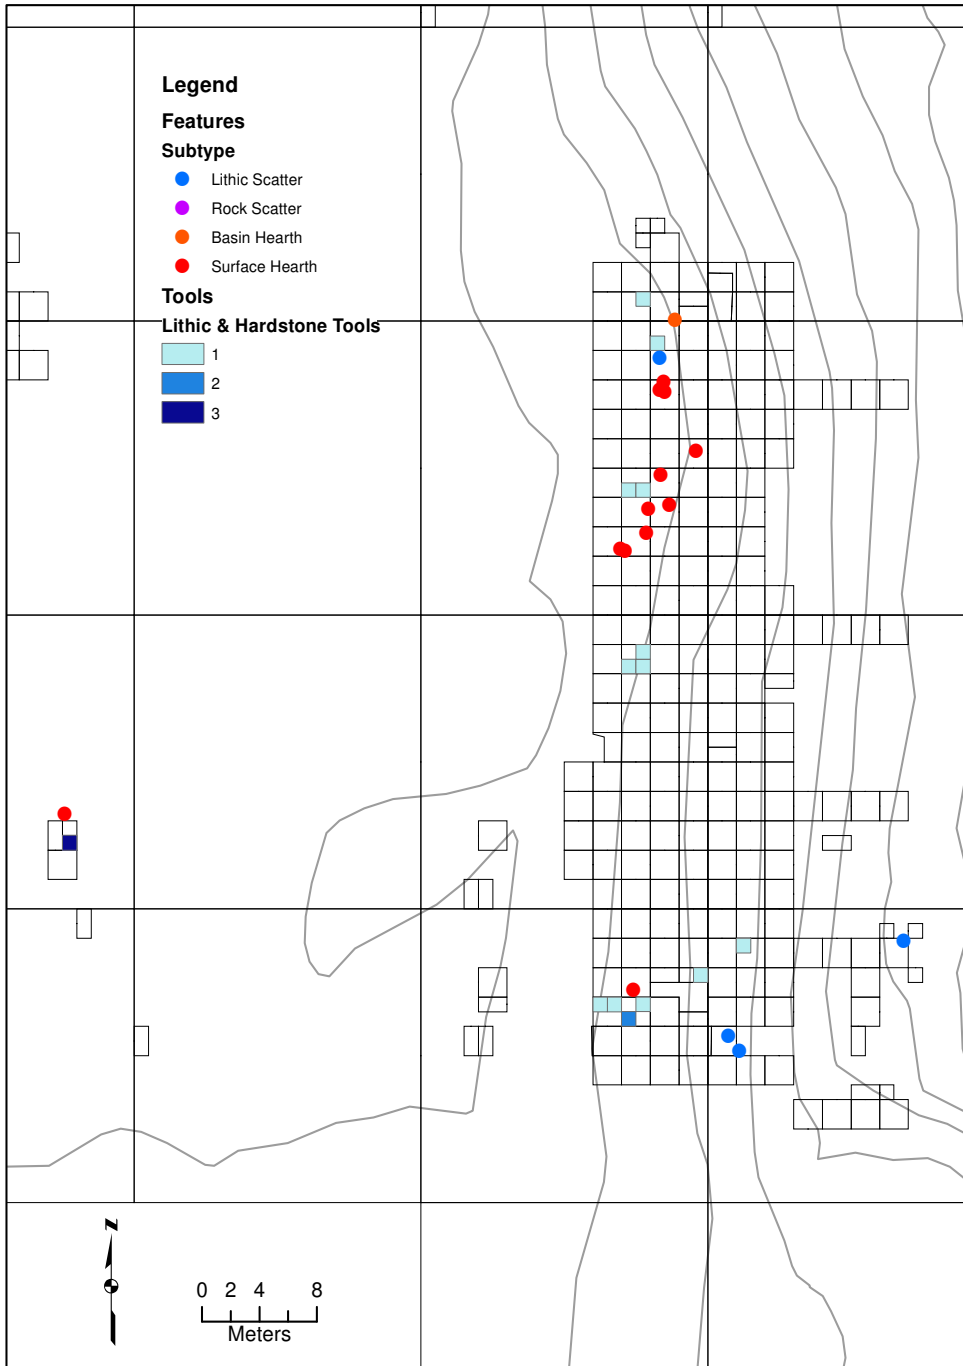 Legend
Features
Subtype
Lithic Scatter
Rock Scatter
Basin Hearth
Surface Hearth
Tools
Lithic & Hardstone Tools
1
2
3
N
0 2 4 8
Meters